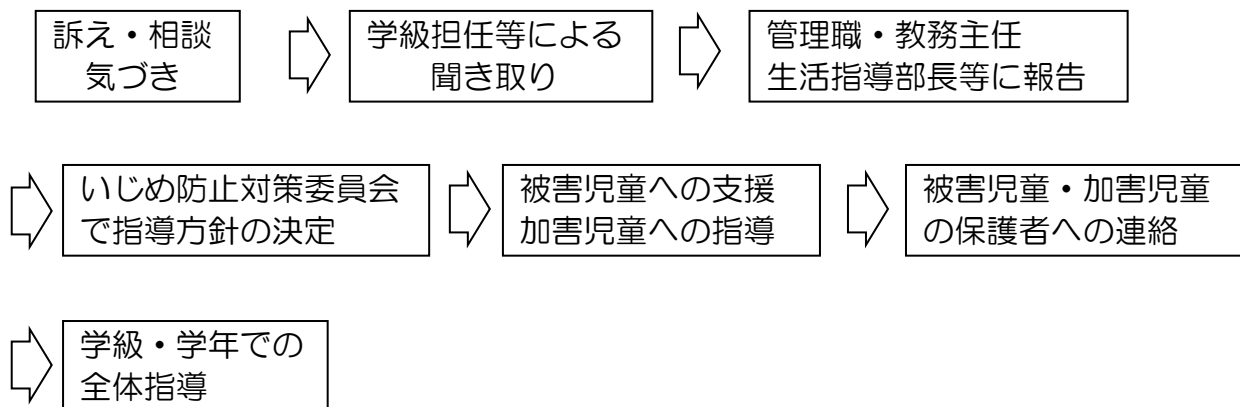 訴え・相談
気づき
学級担任等による
聞き取り
管理職・教務主任
生活指導部長等に報告
いじめ防止対策委員会
で指導方針の決定
被害児童への支援
加害児童への指導
被害児童・加害児童
の保護者への連絡
学級・学年での
全体指導